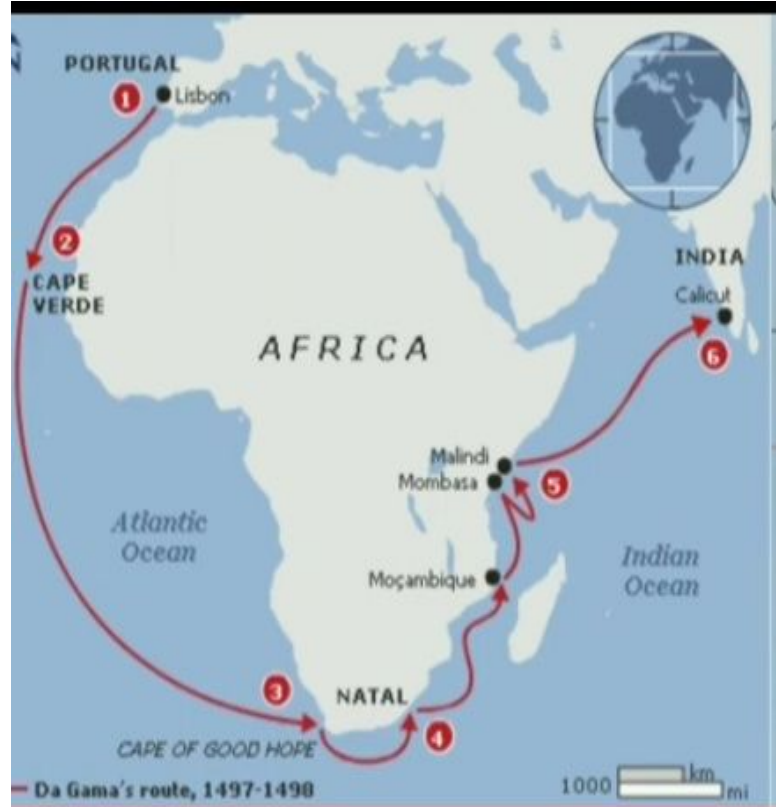 PORTUGAL
1
Lisbon
2
CAPE
VERDE
AFRICA
INDIA
Calicut
6
Malindi
Mombasa
5
Atlantic
Ocean
Indian
Ocean
Moçambique
3
NATAL
4
CAPE OF GOOD HOPE
Da Gama's route, 1497-1498
1000
km
mi